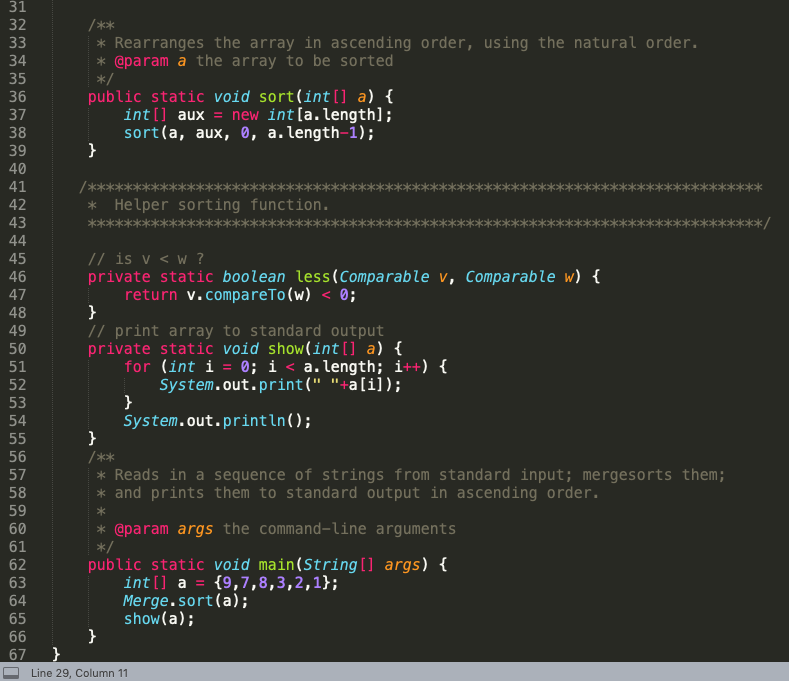 31
32 /**
33 * Rearranges the array in ascending order, using the natural order.
34 * @param a the array to be sorted
35 */
36 public static void sort(int[] a) {
37 int[] aux = new int[a.length];
38 sort(a, aux, 0, a.length-1);
39 }
40
41 /***************************************************************************
42 * Helper sorting function.
43 ***************************************************************************/
44
45 // is v < w ?
46 private static boolean less(Comparable v, Comparable w) {
47 return v.compareTo(w) < 0;
48 }
49 // print array to standard output
50 private static void show(int[] a) {
51 for (int i = 0; i < a.length; i++) {
52 System.out.print(" "+a[i]);
53 }
54 System.out.println();
55 }
56 /**
57 * Reads in a sequence of strings from standard input; mergesorts them;
58 * and prints them to standard output in ascending order.
59 *
60 * @param args the command-line arguments
61 */
62 public static void main(String[] args) {
63 int[] a = {9,7,8,3,2,1};
64 Merge.sort(a);
65 show(a);
66 }
67 }
Line 29, Column 11